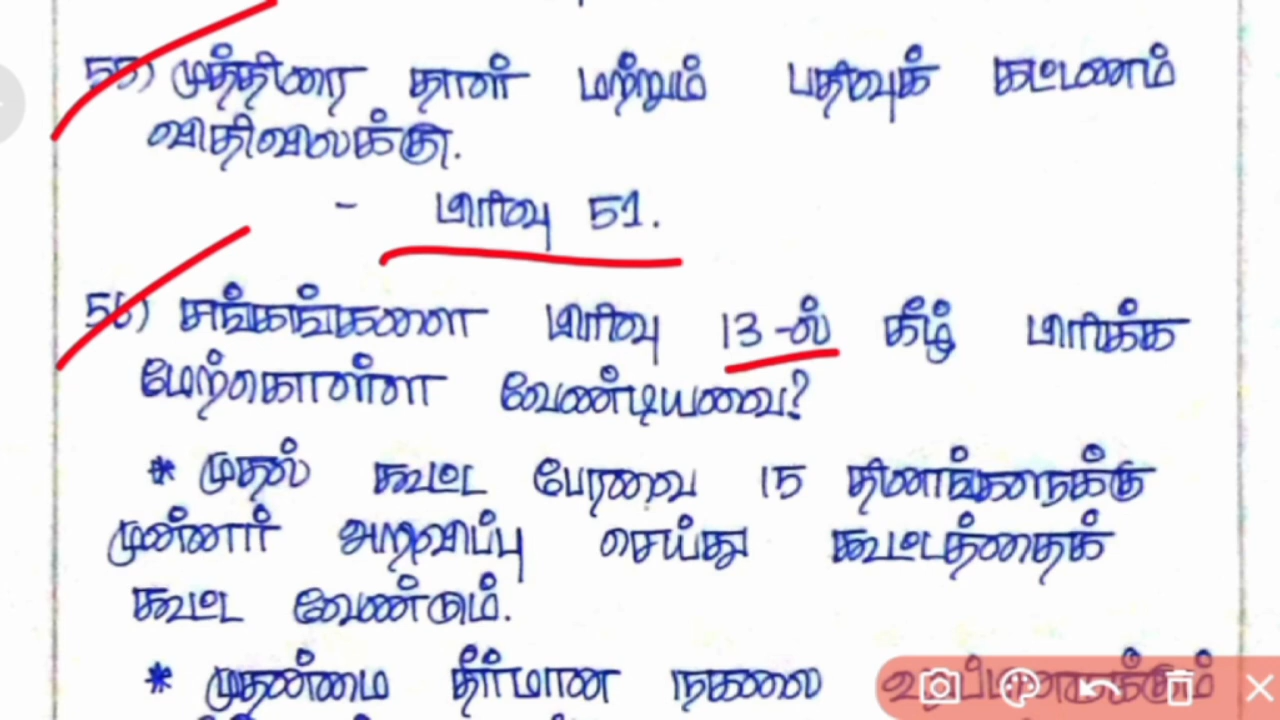 55) முத்திரை தாள் மற்றும் பதிவுக் கட்டணம்
விதிவிலக்கு.
- பிரிவு 51.
56) சங்கங்களை பிரிவு 13-ல் கீழ் பிரிக்க
மேற்கொள்ள வேண்டியவை?
* முதல் கூட்ட பேரவை 15 தினங்களுக்கு
முன்னர் அறிவிப்பு செய்து கூட்டத்தைக்
கூட்ட வேண்டும்.
* முதன்மை தீர்மான நகலை